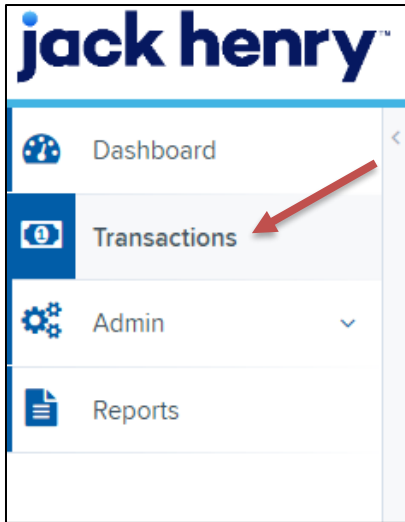 jack henry™
Dashboard
Transactions
Admin
Reports